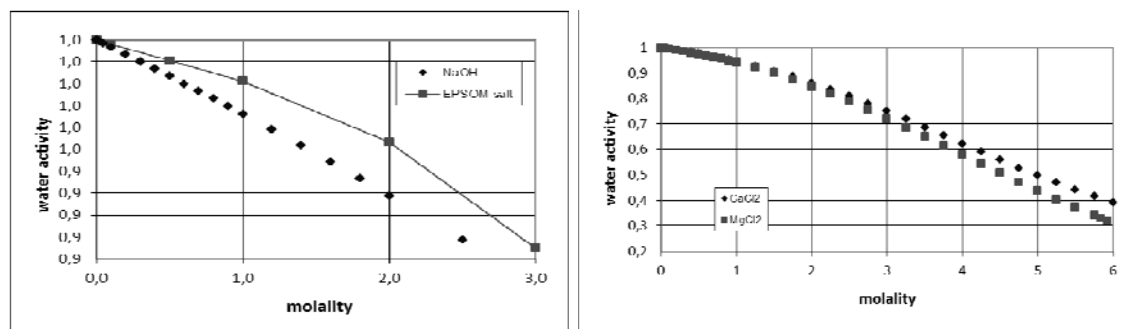 1,0
1,0
1,0
1,0
1,0
1,0
0,9
0,9
0,9
0,9
0,9
water activity
0,0 1,0 2,0 3,0
molality
NaOH
EPSOM salt
1
0,9
0,8
0,7
0,6
0,5
0,4
0,3
0,2
water activity
0 1 2 3 4 5 6
molality
CaCl2
MgCl2